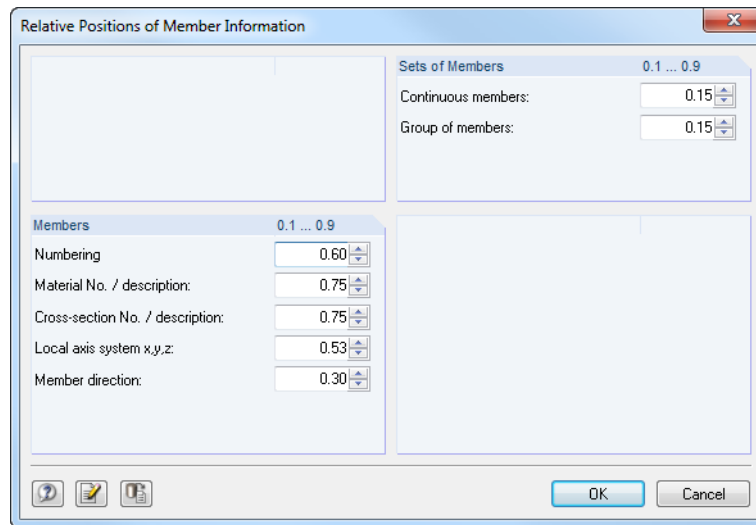 Relative Positions of Member Information
Sets of Members 0.1 ... 0.9
Continuous members: 0.15
Group of members: 0.15
Members 0.1 ... 0.9
Numbering 0.60
Material No. / description: 0.75
Cross-section No. / description: 0.75
Local axis system x,y,z: 0.53
Member direction: 0.30
OK Cancel